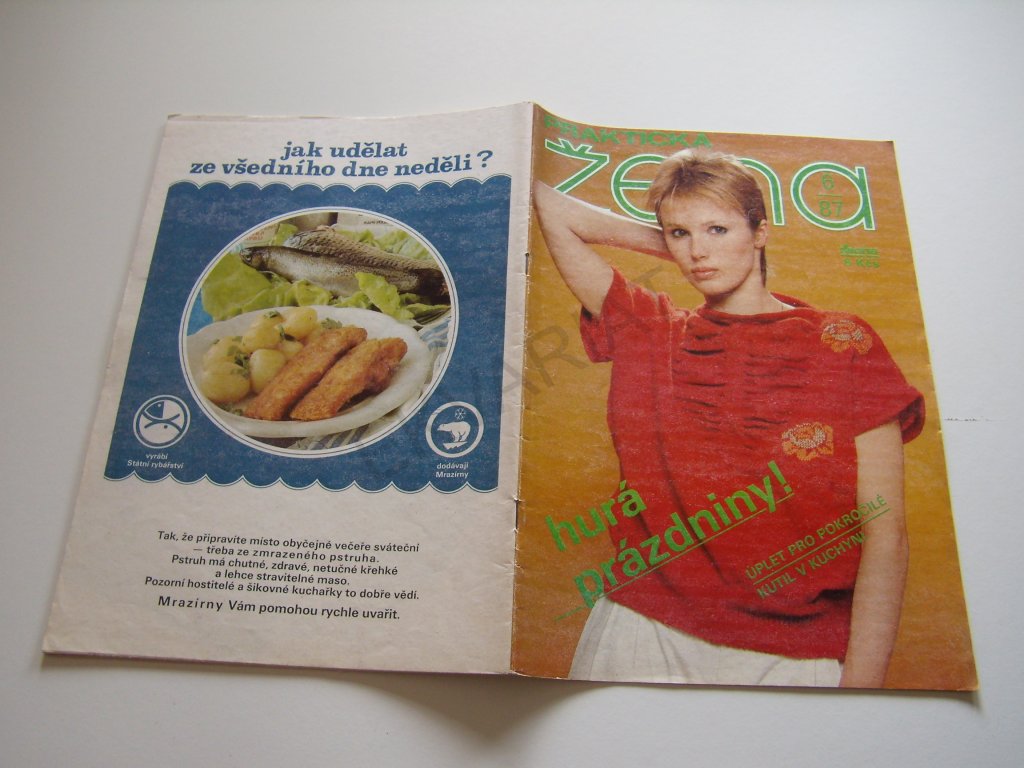 jak udělat
ze všedního dne neděli?
vyrábí
Státní rybářství
dodávají
Mrazírny
Tak, že připravíte místo obyčejné večeře sváteční
— třeba ze zmrazeného pstruha.
Pstruh má chutné, zdravé, netučné křehké
a lehce stravitelné maso.
Pozorní hostitelé a šikovné kuchařky to dobře vědí.
Mrazírny Vám pomohou rychle uvařit.
PRAKTICKÁ
žena
6
87
5 Kčs
hurá
prázdniny!
ÚPLET PRO POKROČILÉ
KUTIL V KUCHYNI